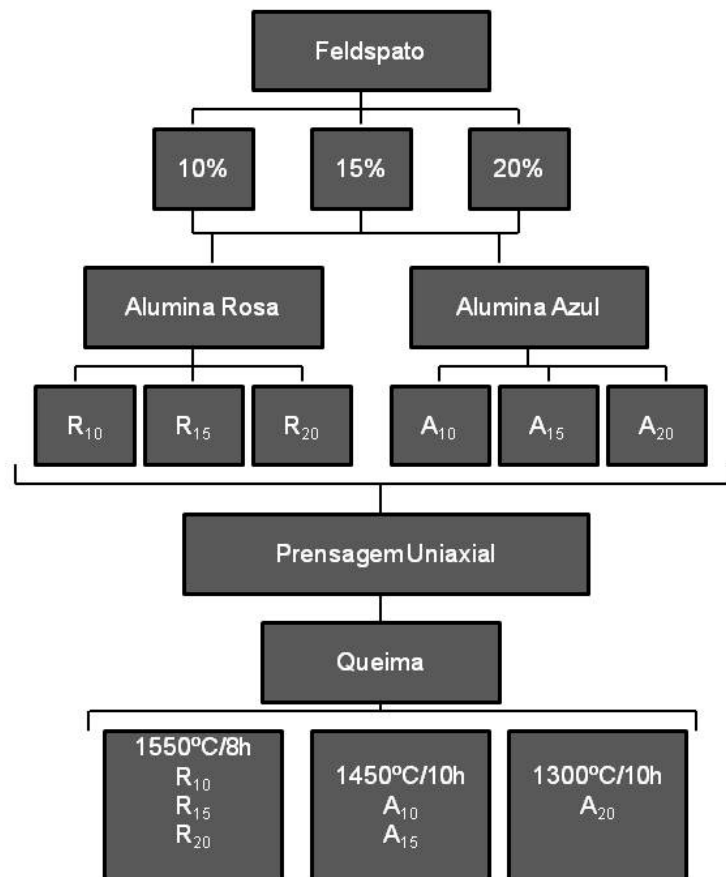 Feldspato
10% 15% 20%
Alumina Rosa Alumina Azul
R₁₀ R₁₅ R₂₀ A₁₀ A₁₅ A₂₀
Prensagem Uniaxial
Queima
1550ºC/8h
R₁₀
R₁₅
R₂₀
1450ºC/10h
A₁₀
A₁₅
1300ºC/10h
A₂₀